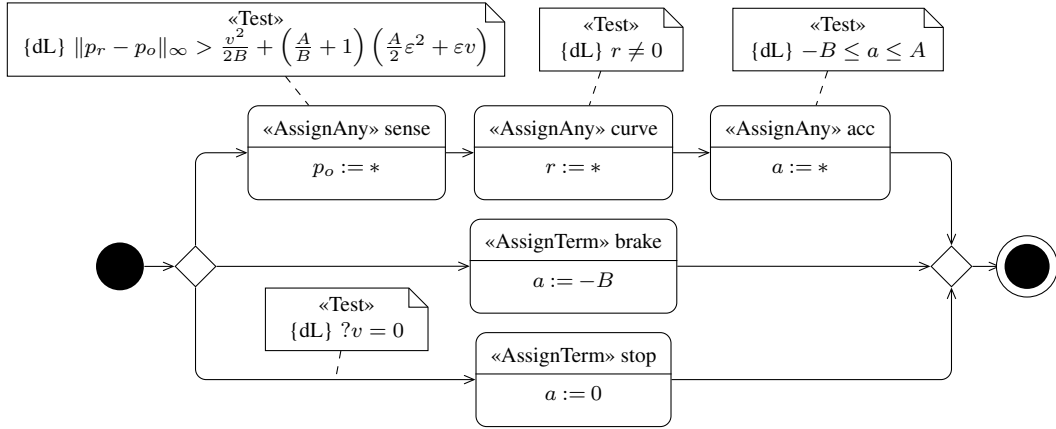 «Test»
{dL} ‖p_r − p_o‖_∞ > v²/2B + (A/B + 1) (A/2 ε² + εv)
«Test»
{dL} r ≠ 0
«Test»
{dL} −B ≤ a ≤ A
«AssignAny» sense
p_o := ∗
«AssignAny» curve
r := ∗
«AssignAny» acc
a := ∗
«AssignTerm» brake
a := −B
«Test»
{dL} ?v = 0
«AssignTerm» stop
a := 0